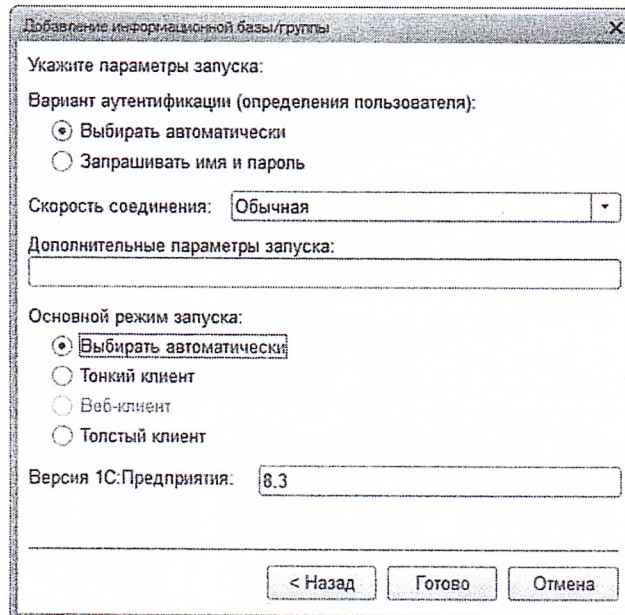 Добавление информационной базы/группы
Укажите параметры запуска:
Вариант аутентификации (определения пользователя):
Выбирать автоматически
Запрашивать имя и пароль
Скорость соединения: Обычная
Дополнительные параметры запуска:
Основной режим запуска:
Выбирать автоматически
Тонкий клиент
Веб-клиент
Толстый клиент
Версия 1С:Предприятия: 8.3
< Назад Готово Отмена